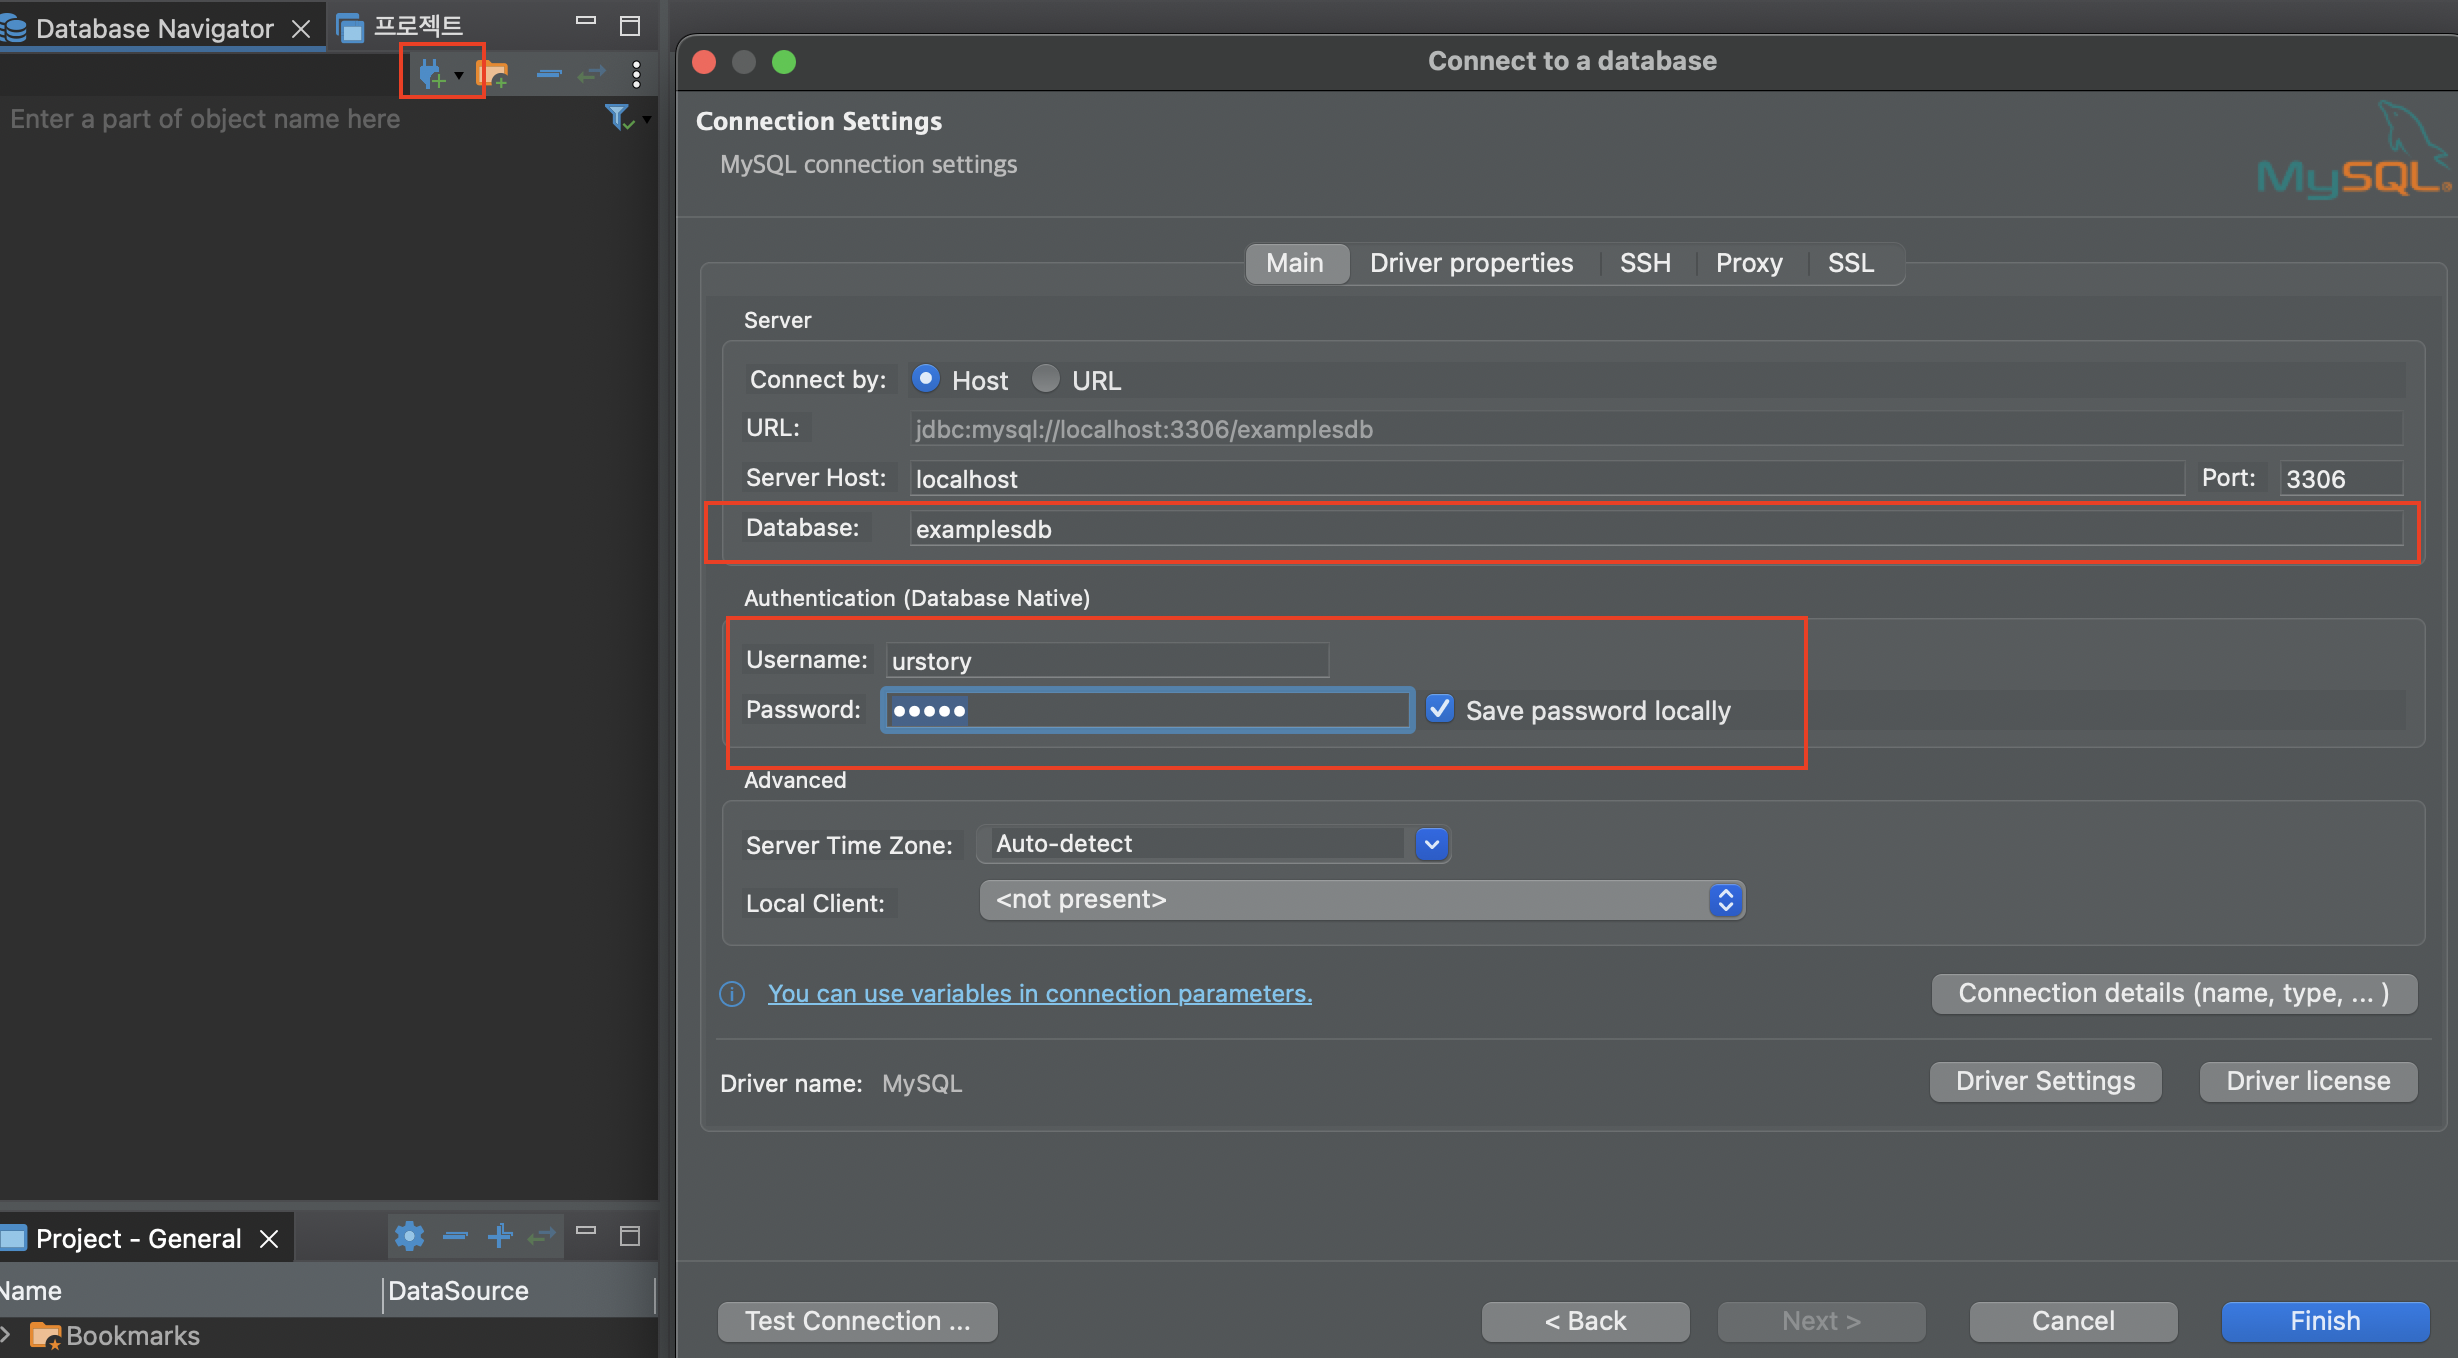 Database Navigator
프로젝트
Enter a part of object name here
Connect to a database
Connection Settings
MySQL connection settings
MySQL®
Main
Driver properties
SSH
Proxy
SSL
Server
Connect by: Host URL
URL: jdbc:mysql://localhost:3306/examplesdb
Server Host: localhost Port: 3306
Database: examplesdb
Authentication (Database Native)
Username: urstory
Password: ••••• Save password locally
Advanced
Server Time Zone: Auto-detect
Local Client: <not present>
You can use variables in connection parameters.
Connection details (name, type, ... )
Driver name: MySQL
Driver Settings
Driver license
Project - General
Name
DataSource
Bookmarks
Test Connection ...
< Back
Next >
Cancel
Finish